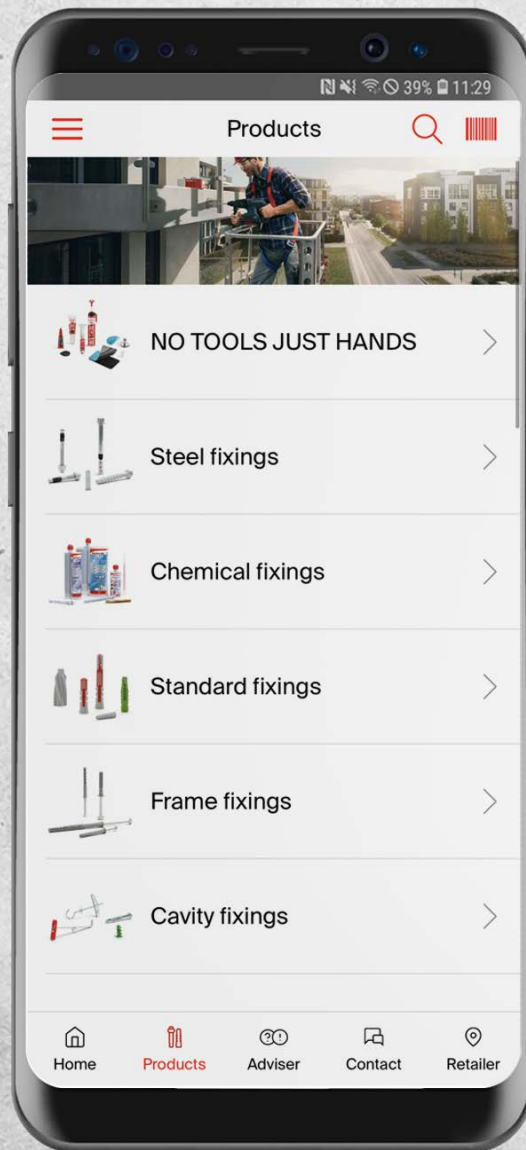 39% 11:29
Products
NO TOOLS JUST HANDS
Steel fixings
Chemical fixings
Standard fixings
Frame fixings
Cavity fixings
Home Products Adviser Contact Retailer